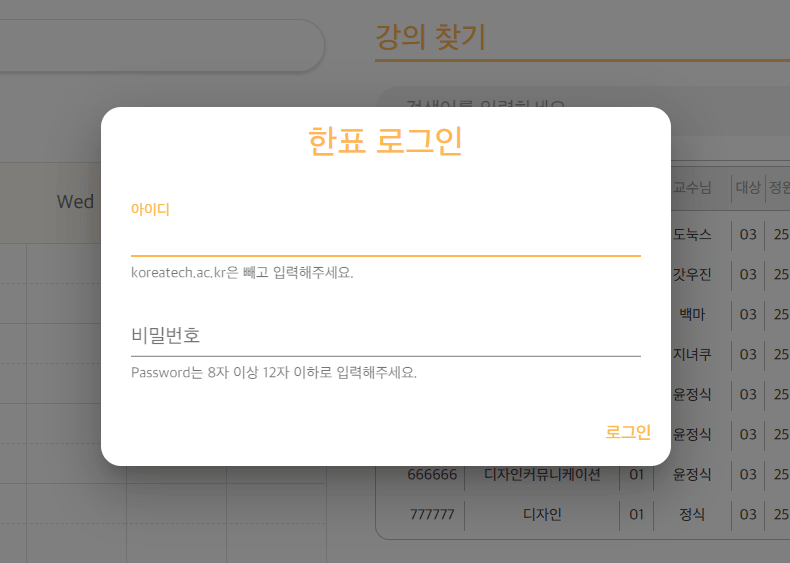 강의 찾기
검색어를 입력하세요
한표 로그인
아이디
koreatech.ac.kr은 빼고 입력해주세요.
비밀번호
Password는 8자 이상 12자 이하로 입력해주세요.
로그인
Wed
교수님 대상 정원
도눅스 03 25
갓우진 03 25
백마 03 25
지녀쿠 03 25
윤정식 03 25
윤정식 03 25
666666 디자인커뮤니케이션 01 윤정식 03 25
777777 디자인 01 정식 03 25